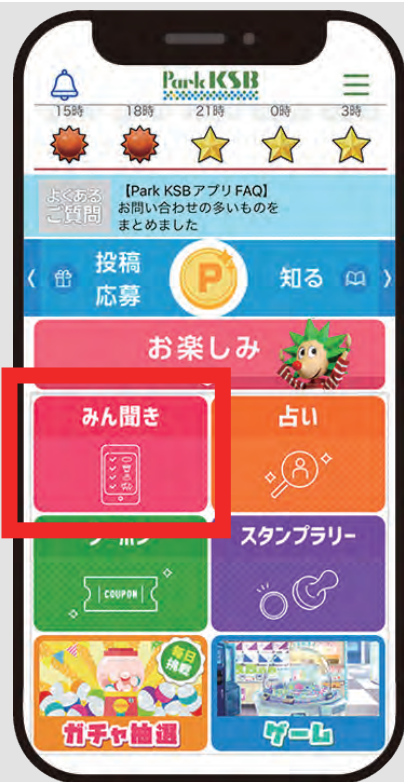 Park KSB
15時 18時 21時 0時 3時
よくある
ご質問
【Park KSBアプリFAQ】
お問い合わせの多いものを
まとめました
投稿
応募
P
知る
お楽しみ
みん聞き
占い
クーポン
スタンプラリー
COUPON
毎日
挑戦
ガチャ抽選
ゲーム